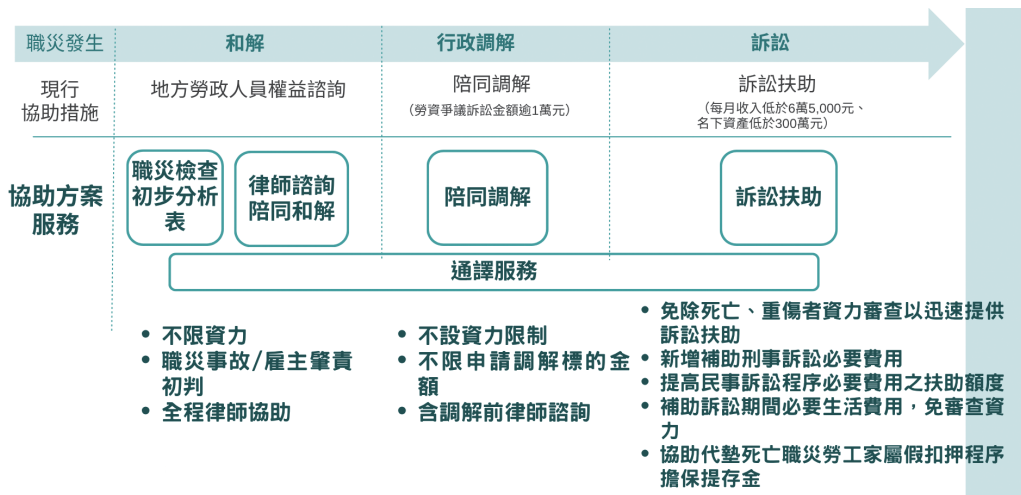 職災發生
和解
行政調解
訴訟
現行
協助措施
地方勞政人員權益諮詢
陪同調解
（勞資爭議訴訟金額逾1萬元）
訴訟扶助
（每月收入低於6萬5,000元、
名下資產低於300萬元）
協助方案
服務
職災檢查
初步分析
表
律師諮詢
陪同和解
陪同調解
訴訟扶助
通譯服務
• 不限資力
• 職災事故/雇主肇責
初判
• 全程律師協助
• 不設資力限制
• 不限申請調解標的金
額
• 含調解前律師諮詢
• 免除死亡、重傷者資力審查以迅速提供
訴訟扶助
• 新增補助刑事訴訟必要費用
• 提高民事訴訟程序必要費用之扶助額度
• 補助訴訟期間必要生活費用，免審查資
力
• 協助代墊死亡職災勞工家屬假扣押程序
擔保提存金